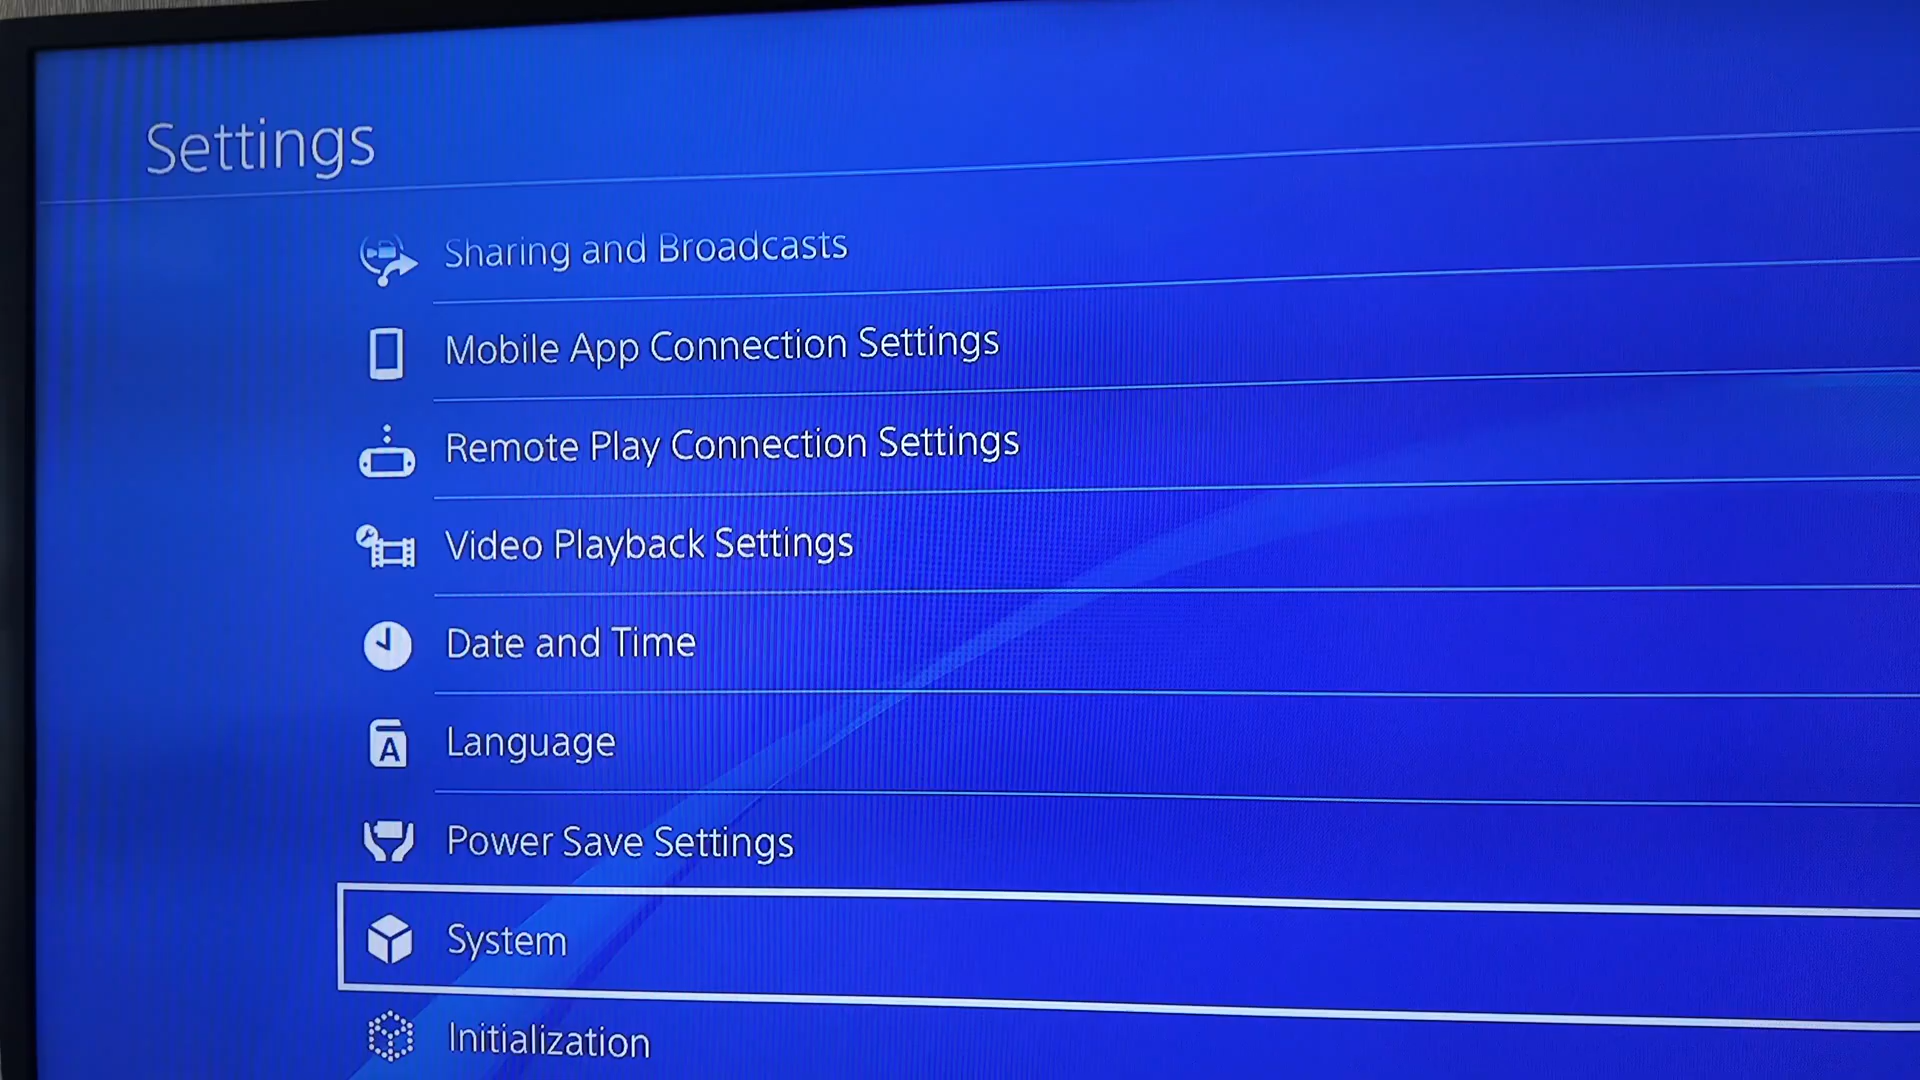 Settings
Sharing and Broadcasts
Mobile App Connection Settings
Remote Play Connection Settings
Video Playback Settings
Date and Time
A Language
Power Save Settings
System
Initialization